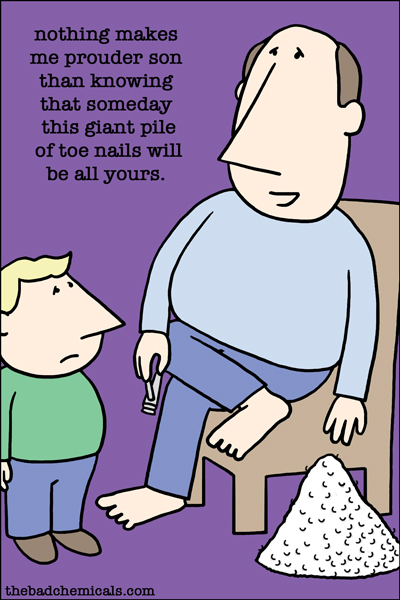 nothing makes
me prouder son
than knowing
that someday
this giant pile
of toe nails will
be all yours.
thebadchemicals.com